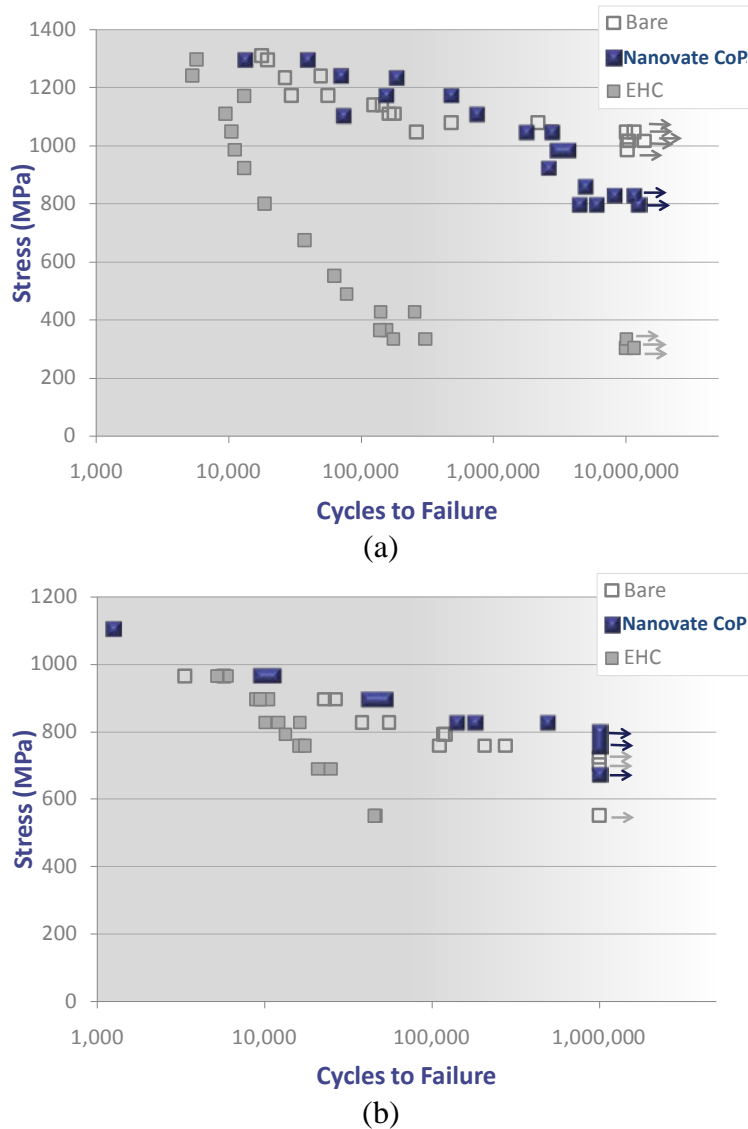 Bare
Nanovate CoP
EHC
1400
1200
1000
800
600
400
200
0
Stress (MPa)
1,000
10,000
100,000
1,000,000
10,000,000
Cycles to Failure
(a)
Bare
Nanovate CoP
EHC
1200
1000
800
600
400
200
0
Stress (MPa)
1,000
10,000
100,000
1,000,000
Cycles to Failure
(b)